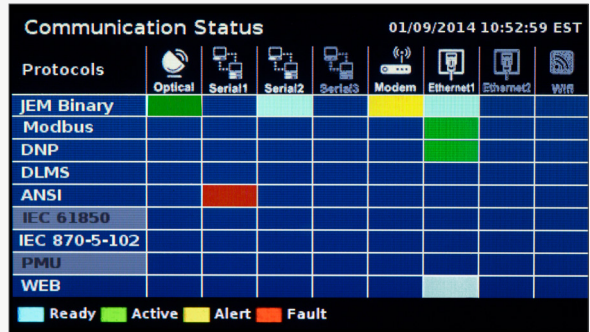 Communication Status 01/09/2014 10:52:59 EST
Protocols Optical Serial1 Serial2 Serial3 Modem Ethernet1 Ethernet2 Wifi
JEM Binary
Modbus
DNP
DLMS
ANSI
IEC 61850
IEC 870-5-102
PMU
WEB
Ready Active Alert Fault